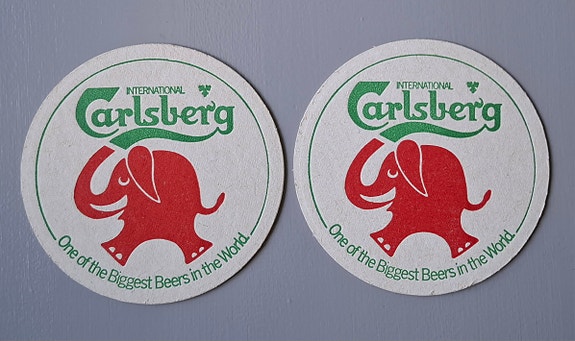 INTERNATIONAL
Carlsberg
One of the Biggest Beers in the World.
INTERNATIONAL
Carlsberg
One of the Biggest Beers in the World.